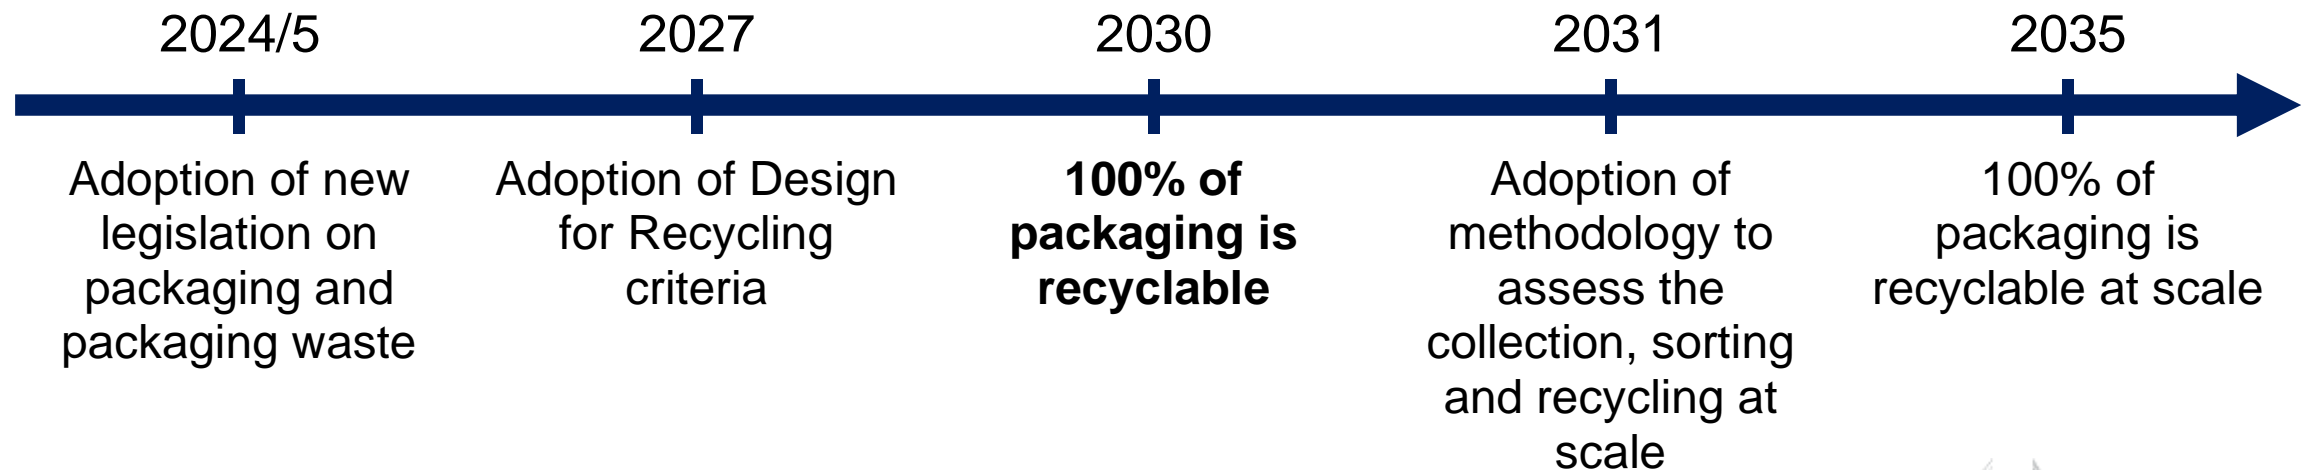 2024/5
2027
2030
2031
2035
Adoption of new
legislation on
packaging and
packaging waste
Adoption of Design
for Recycling
criteria
100% of
packaging is
recyclable
Adoption of
methodology to
assess the
collection, sorting
and recycling at
scale
100% of
packaging is
recyclable at scale